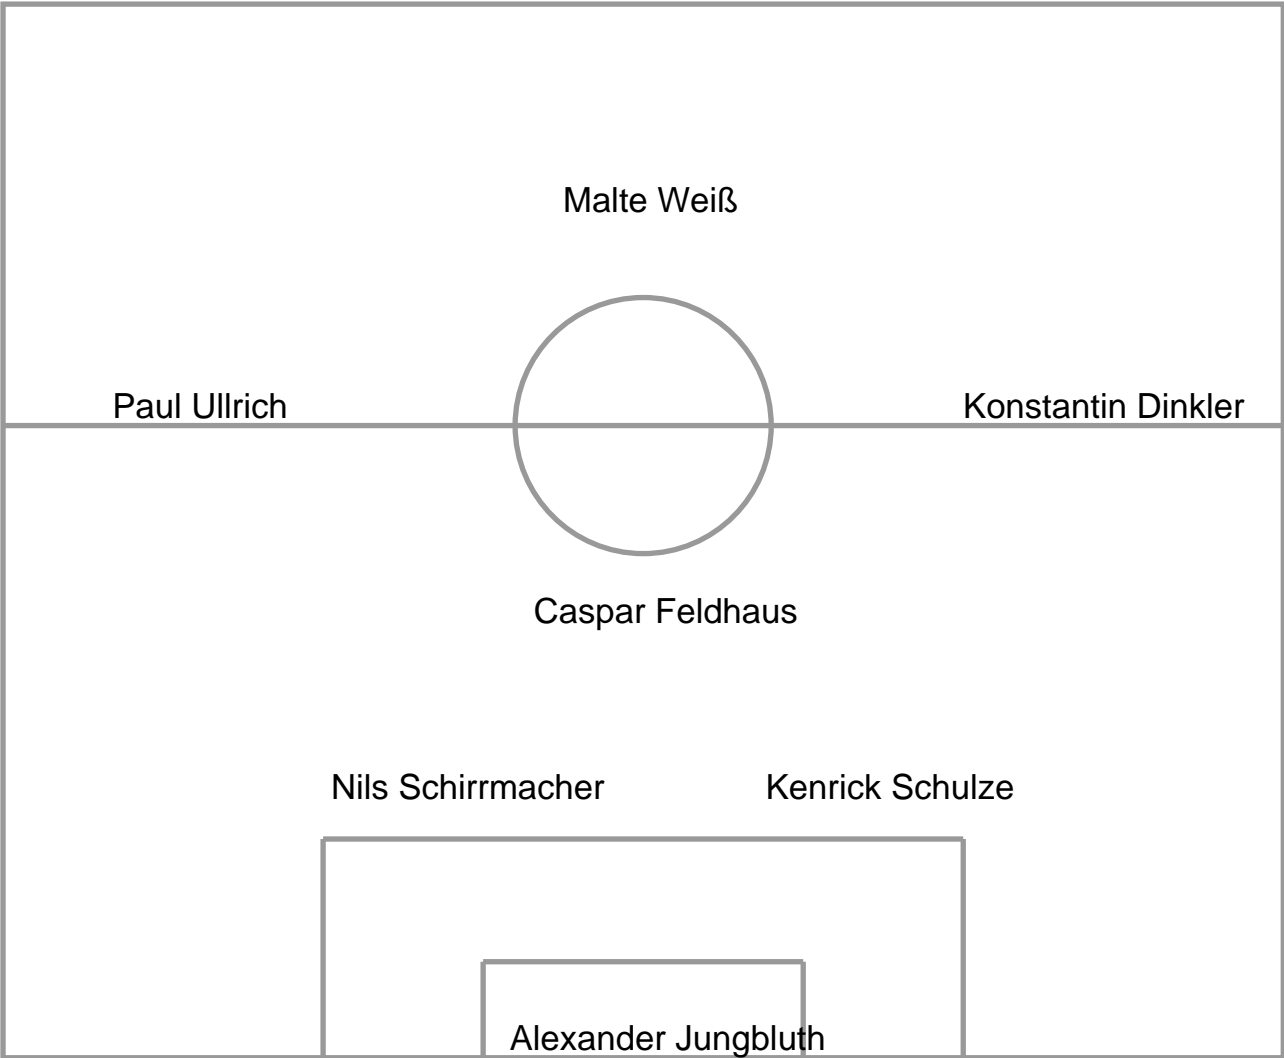 Malte Weiß
Paul Ullrich
Konstantin Dinkler
Caspar Feldhaus
Nils Schirrmacher
Kenrick Schulze
Alexander Jungbluth